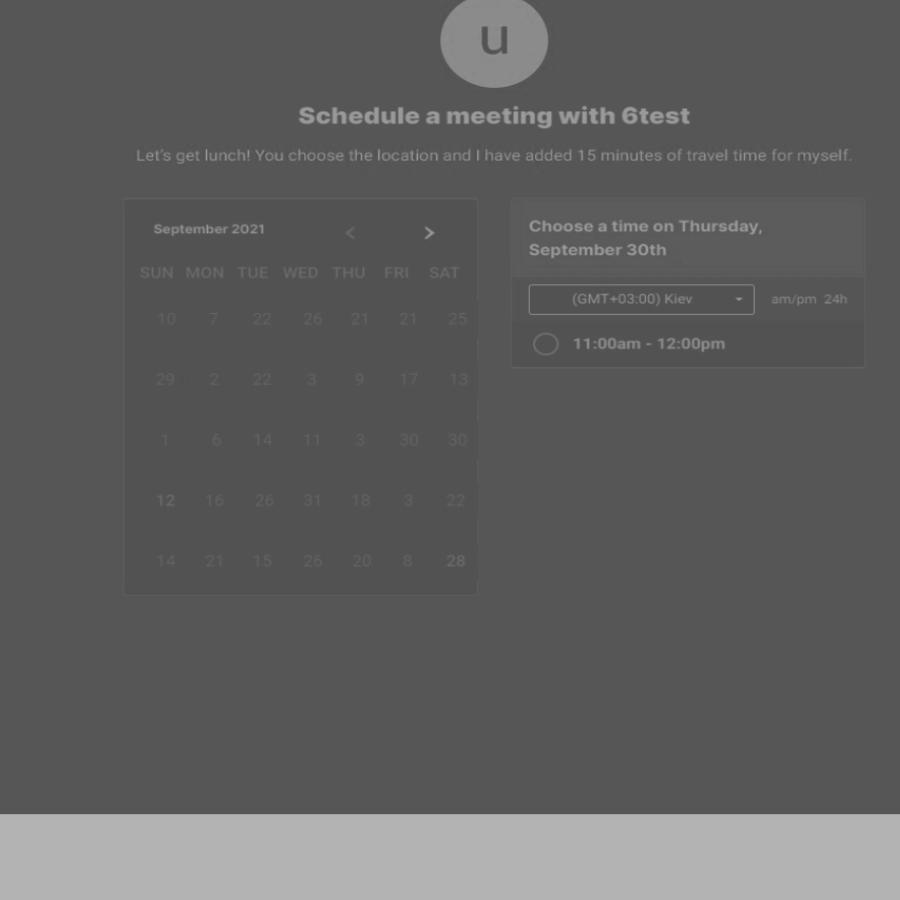 u
Schedule a meeting with 6test
Let's get lunch! You choose the location and I have added 15 minutes of travel time for myself.
September 2021 < >
SUN MON TUE WED THU FRI SAT
10 7 22 26 21 21 25
29 2 22 3 9 17 13
1 6 14 11 3 30 30
12 16 26 31 18 3 22
14 21 15 26 20 8 28
Choose a time on Thursday,
September 30th
(GMT+03:00) Kiev am/pm 24h
11:00am - 12:00pm